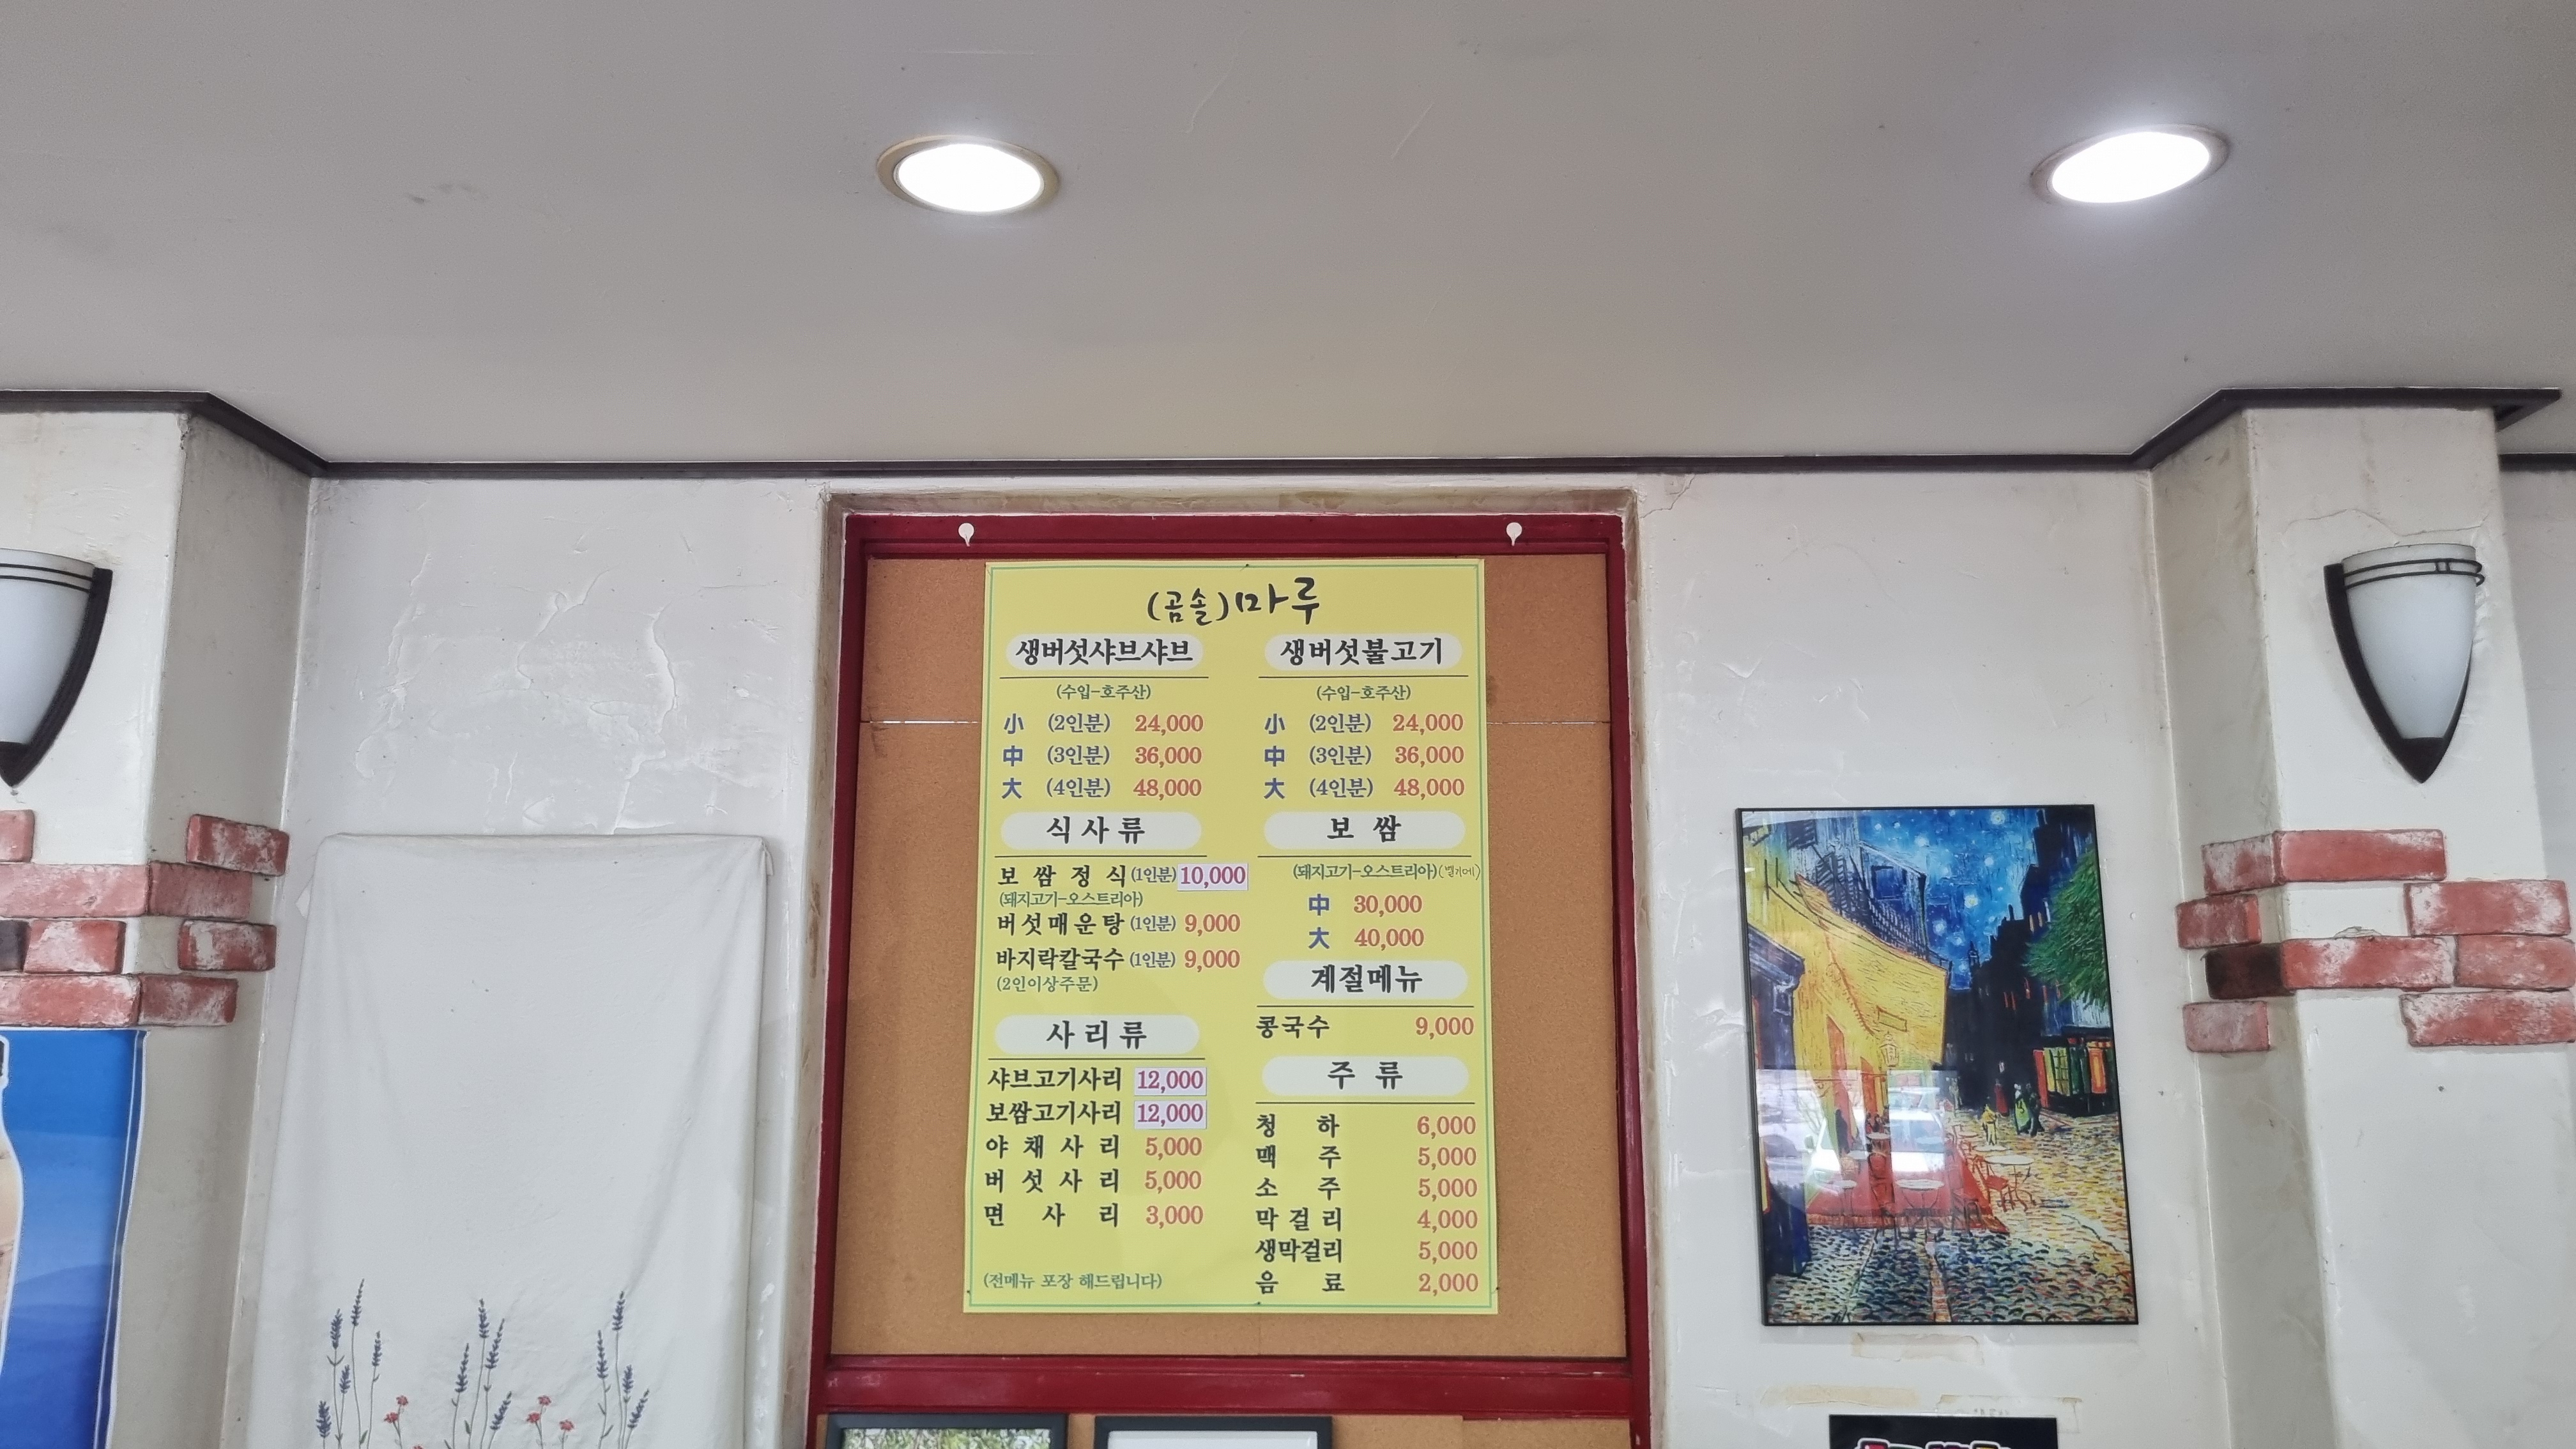 (곰솔)마루
생버섯샤브샤브
(수입-호주산)
小 (2인분) 24,000
中 (3인분) 36,000
大 (4인분) 48,000
식사류
보쌈정식 (1인분) 10,000
(돼지고기-오스트리아)
버섯매운탕 (1인분) 9,000
바지락칼국수 (1인분) 9,000
(2인이상주문)
사리류
샤브고기사리 12,000
보쌈고기사리 12,000
야채사리 5,000
버섯사리 5,000
면사리 3,000
(전메뉴 포장 해드립니다)
생버섯불고기
(수입-호주산)
小 (2인분) 24,000
中 (3인분) 36,000
大 (4인분) 48,000
보쌈
(돼지고기-오스트리아)(벨기에)
中 30,000
大 40,000
계절메뉴
콩국수 9,000
주류
청하 6,000
맥주 5,000
소주 5,000
막걸리 4,000
생막걸리 5,000
음료 2,000